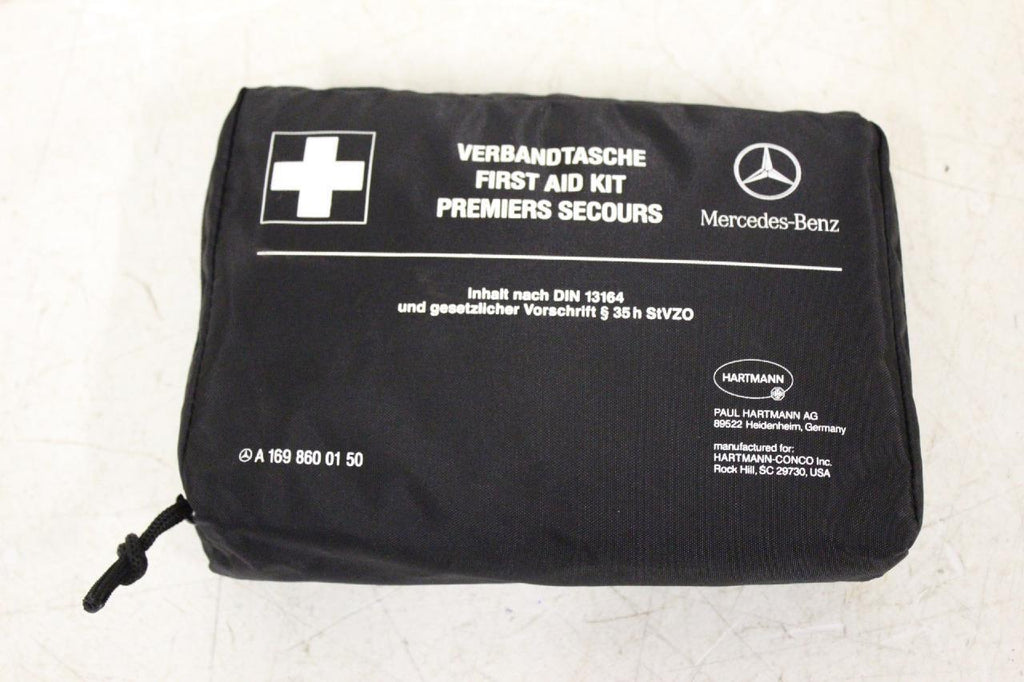 VERBANDTASCHE
FIRST AID KIT
PREMIERS SECOURS
Mercedes-Benz
Inhalt nach DIN 13164
und gesetzlicher Vorschrift § 35 h StVZO
HARTMANN
PAUL HARTMANN AG
89522 Heidenheim, Germany
manufactured for:
HARTMANN-CONCO Inc.
Rock Hill, SC 29730, USA
A 169 860 01 50